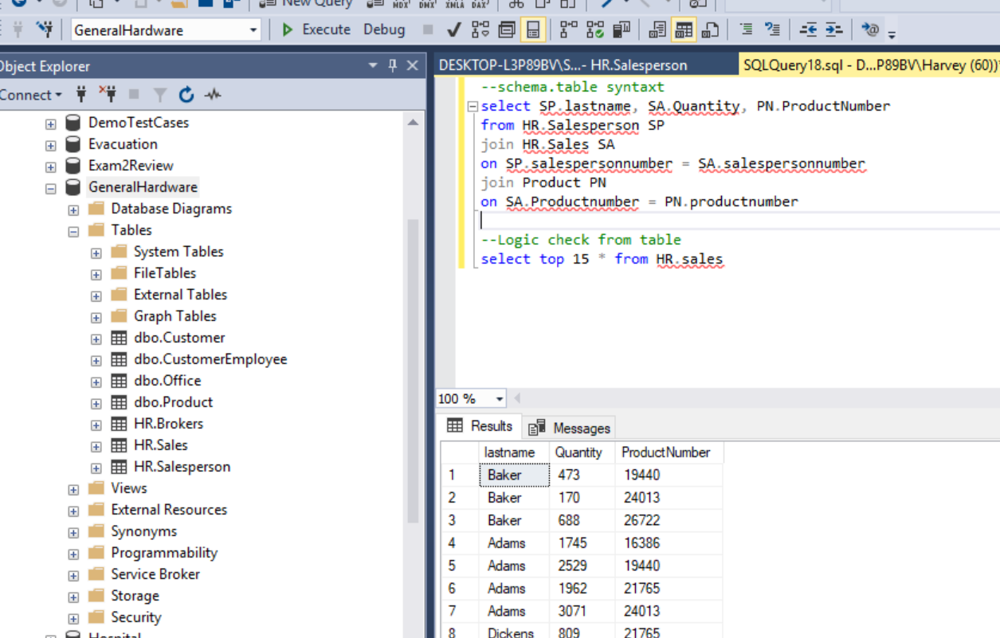 New Query MDX DMX XMLA DAX
GeneralHardware Execute Debug
Object Explorer
Connect
DemoTestCases
Evacuation
Exam2Review
GeneralHardware
Database Diagrams
Tables
System Tables
FileTables
External Tables
Graph Tables
dbo.Customer
dbo.CustomerEmployee
dbo.Office
dbo.Product
HR.Brokers
HR.Sales
HR.Salesperson
Views
External Resources
Synonyms
Programmability
Service Broker
Storage
Security
Hospital
DESKTOP-L3P89BV\S...- HR.Salesperson
SQLQuery18.sql - D...P89BV\Harvey (60))*
--schema.table syntaxt
select SP.lastname, SA.Quantity, PN.ProductNumber
from HR.Salesperson SP
join HR.Sales SA
on SP.salespersonnumber = SA.salespersonnumber
join Product PN
on SA.Productnumber = PN.productnumber
--Logic check from table
select top 15 * from HR.sales
100 %
Results Messages
lastname Quantity ProductNumber
1 Baker 473 19440
2 Baker 170 24013
3 Baker 688 26722
4 Adams 1745 16386
5 Adams 2529 19440
6 Adams 1962 21765
7 Adams 3071 24013
8 Dickens 809 21765